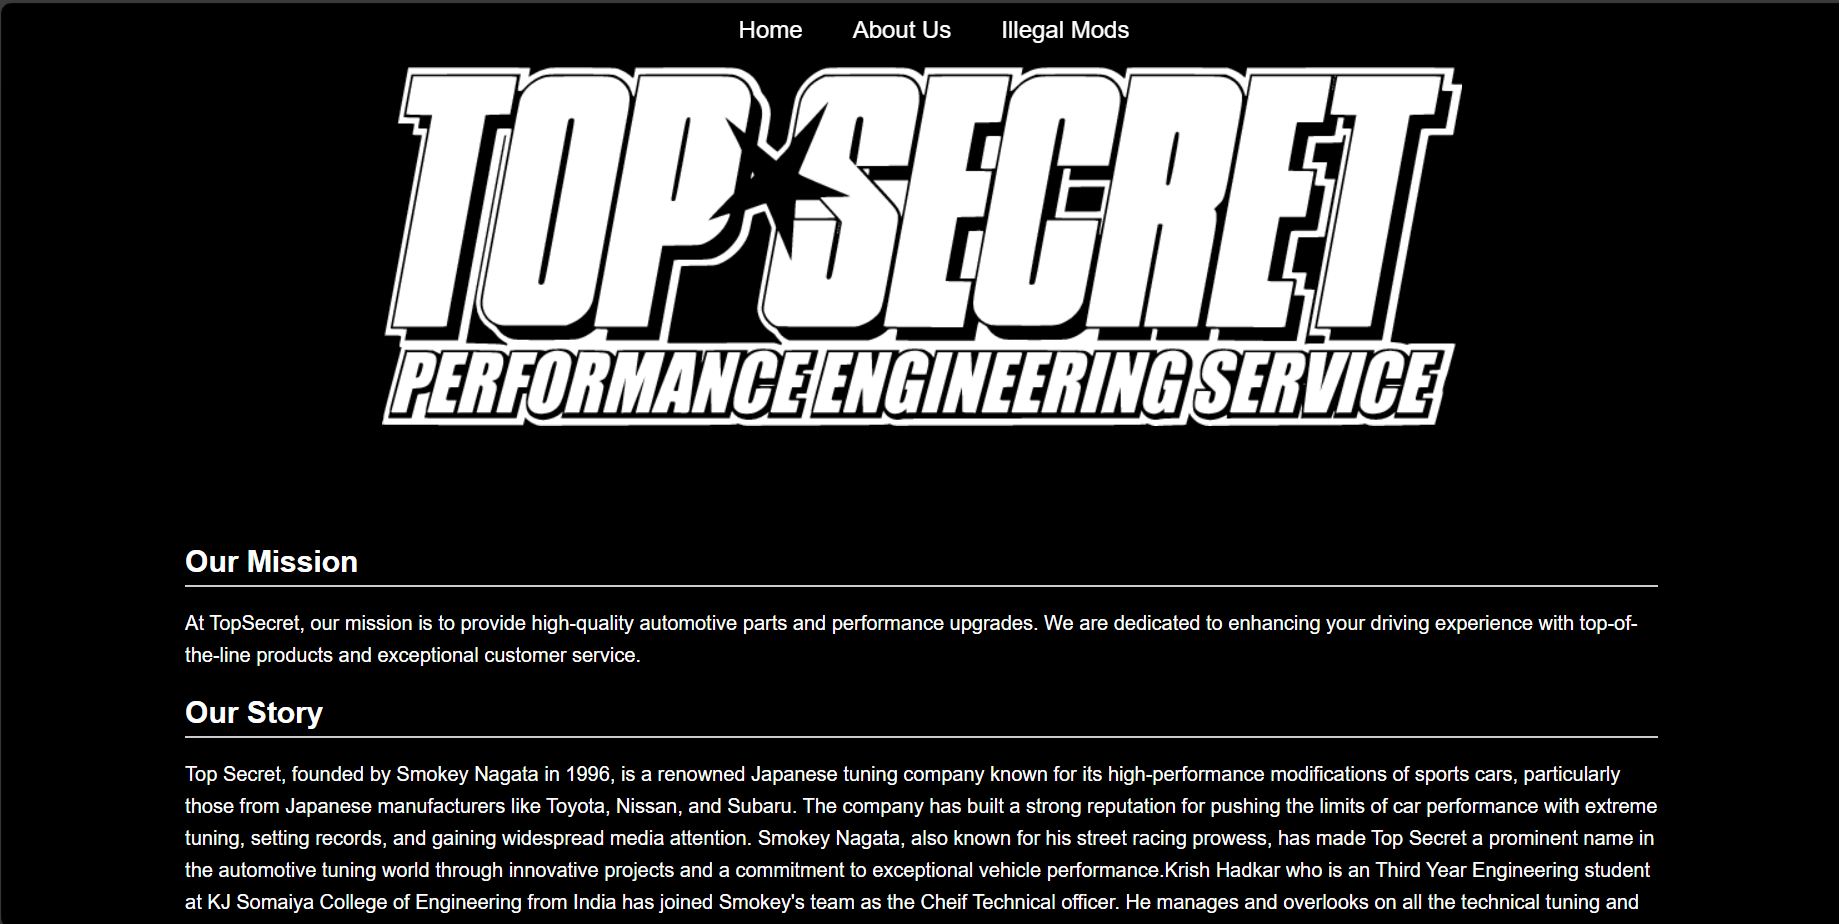 Home About Us Illegal Mods
TOP SECRET
PERFORMANCE ENGINEERING SERVICE
Our Mission
At TopSecret, our mission is to provide high-quality automotive parts and performance upgrades. We are dedicated to enhancing your driving experience with top-of-
the-line products and exceptional customer service.
Our Story
Top Secret, founded by Smokey Nagata in 1996, is a renowned Japanese tuning company known for its high-performance modifications of sports cars, particularly
those from Japanese manufacturers like Toyota, Nissan, and Subaru. The company has built a strong reputation for pushing the limits of car performance with extreme
tuning, setting records, and gaining widespread media attention. Smokey Nagata, also known for his street racing prowess, has made Top Secret a prominent name in
the automotive tuning world through innovative projects and a commitment to exceptional vehicle performance.Krish Hadkar who is an Third Year Engineering student
at KJ Somaiya College of Engineering from India has joined Smokey's team as the Cheif Technical officer. He manages and overlooks on all the technical tuning and